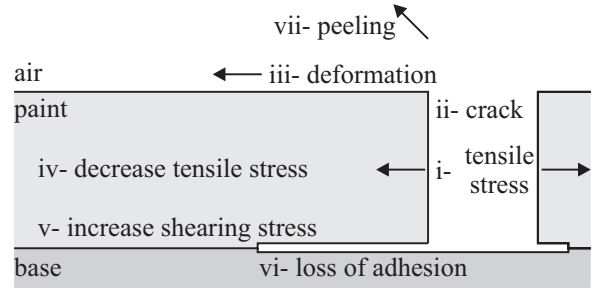 vii- peeling
air
iii- deformation
paint
ii- crack
iv- decrease tensile stress
i- tensile
stress
v- increase shearing stress
base
vi- loss of adhesion